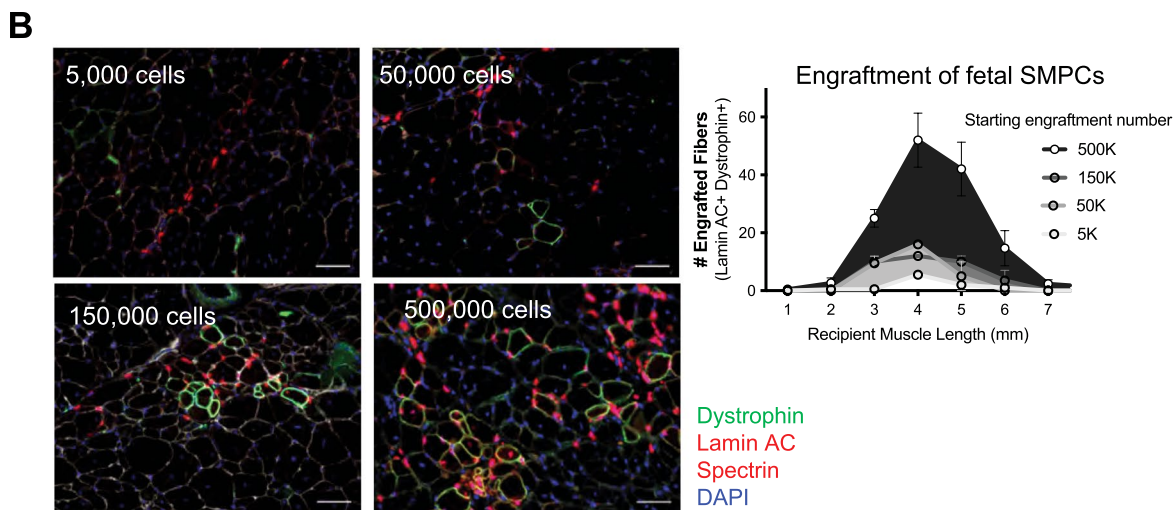 B
5,000 cells
50,000 cells
150,000 cells
500,000 cells
Engraftment of fetal SMPCs
# Engrafted Fibers
(Lamin AC+ Dystrophin+)
60
40
20
0
1 2 3 4 5 6 7
Recipient Muscle Length (mm)
Starting engraftment number
500K
150K
50K
5K
Dystrophin
Lamin AC
Spectrin
DAPI